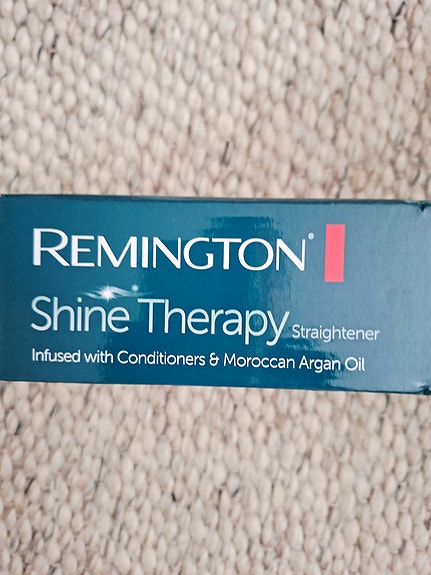 REMINGTON®
Shine Therapy Straightener
Infused with Conditioners & Moroccan Argan Oil